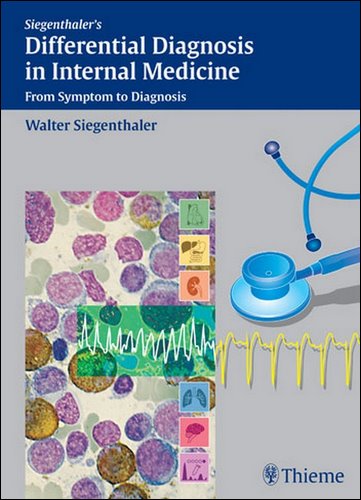 Siegenthaler's
Differential Diagnosis
in Internal Medicine
From Symptom to Diagnosis
Walter Siegenthaler
Thieme